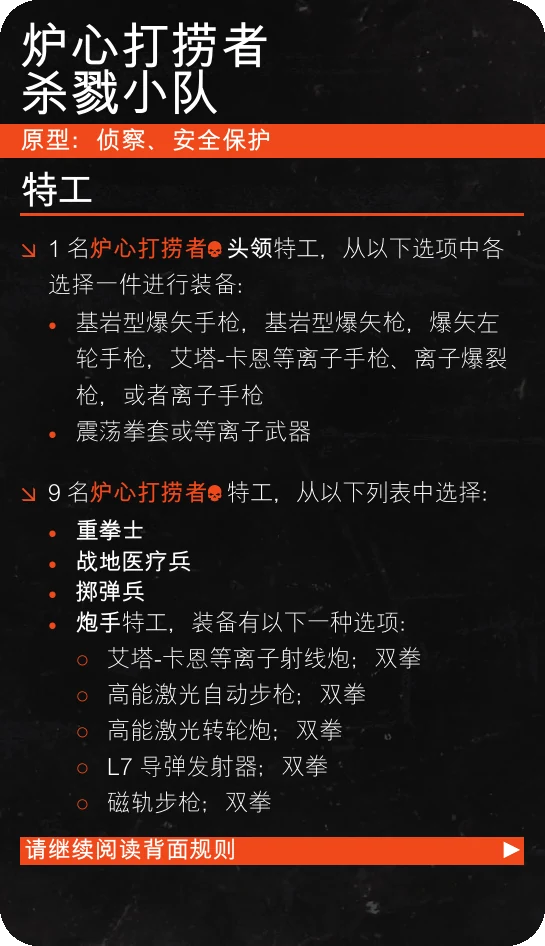 炉心打捞者
杀戮小队
原型：侦察、安全保护
特工
↘ 1 名炉心打捞者头领特工，从以下选项中各
选择一件进行装备：
• 基岩型爆矢手枪，基岩型爆矢枪，爆矢左
轮手枪，艾塔-卡恩等离子手枪、离子爆裂
枪，或者离子手枪
• 震荡拳套或等离子武器
↘ 9 名炉心打捞者特工，从以下列表中选择：
• 重拳士
• 战地医疗兵
• 掷弹兵
• 炮手特工，装备有以下一种选项：
○ 艾塔-卡恩等离子射线炮；双拳
○ 高能激光自动步枪；双拳
○ 高能激光转轮炮；双拳
○ L7 导弹发射器；双拳
○ 磁轨步枪；双拳
请继续阅读背面规则 ▶